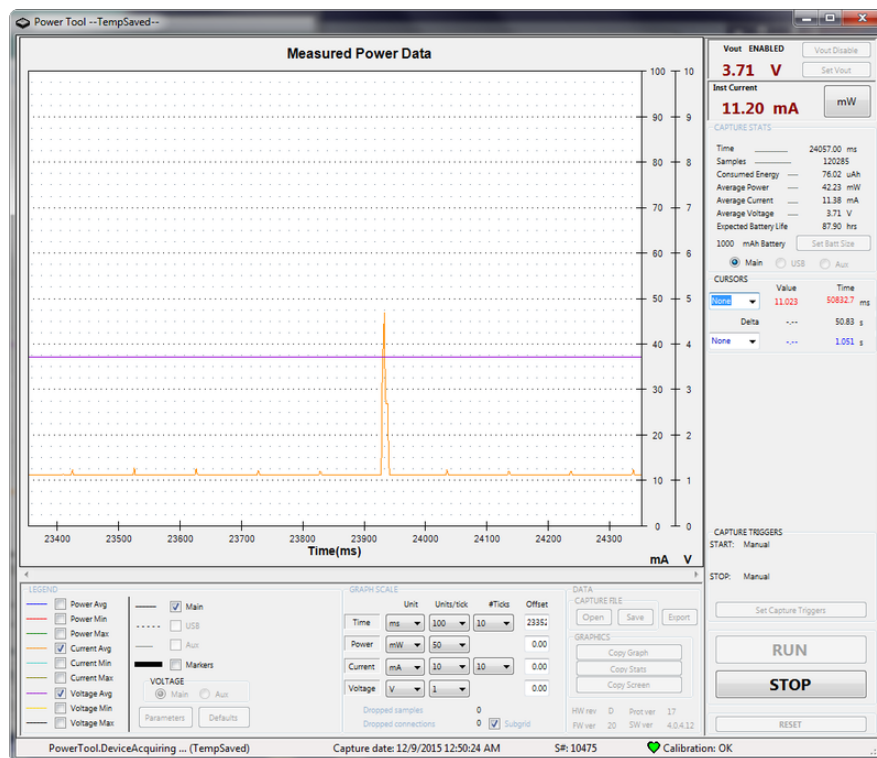 Power Tool --TempSaved--
Measured Power Data
100 10
90 9
80 8
70 7
60 6
50 5
40 4
30 3
20 2
10 1
0 0
23400 23500 23600 23700 23800 23900 24000 24100 24200 24300
Time(ms)
mA V
Vout ENABLED Vout Disable
3.71 V Set Vout
Inst Current
11.20 mA mW
CAPTURE STATS
Time 24057.00 ms
Samples 120285
Consumed Energy 76.02 uAh
Average Power 42.23 mW
Average Current 11.38 mA
Average Voltage 3.71 V
Expected Battery Life 87.90 hrs
1000 mAh Battery Set Batt Size
Main USB Aux
CURSORS
Value Time
None 11.023 50832.7 ms
Delta -.-- 50.83 s
None -.-- 1.051 s
CAPTURE TRIGGERS
START: Manual
STOP: Manual
Set Capture Triggers
RUN
STOP
RESET
LEGEND
Power Avg
Power Min
Power Max
Current Avg
Current Min
Current Max
Voltage Avg
Voltage Min
Voltage Max
Main
USB
Aux
Markers
VOLTAGE
Main Aux
Parameters Defaults
GRAPH SCALE
Unit Units/tick #Ticks Offset
Time ms 100 10 23352
Power mW 50 0.00
Current mA 10 10 0.00
Voltage V 1 0.00
Dropped samples 0
Dropped connections 0 Subgrid
DATA
CAPTURE FILE
Open Save Export
GRAPHICS
Copy Graph
Copy Stats
Copy Screen
HW rev D Prot ver 17
FW ver 20 SW ver 4.0.4.12
PowerTool.DeviceAcquiring ... (TempSaved) Capture date: 12/9/2015 12:50:24 AM S#: 10475 Calibration: OK